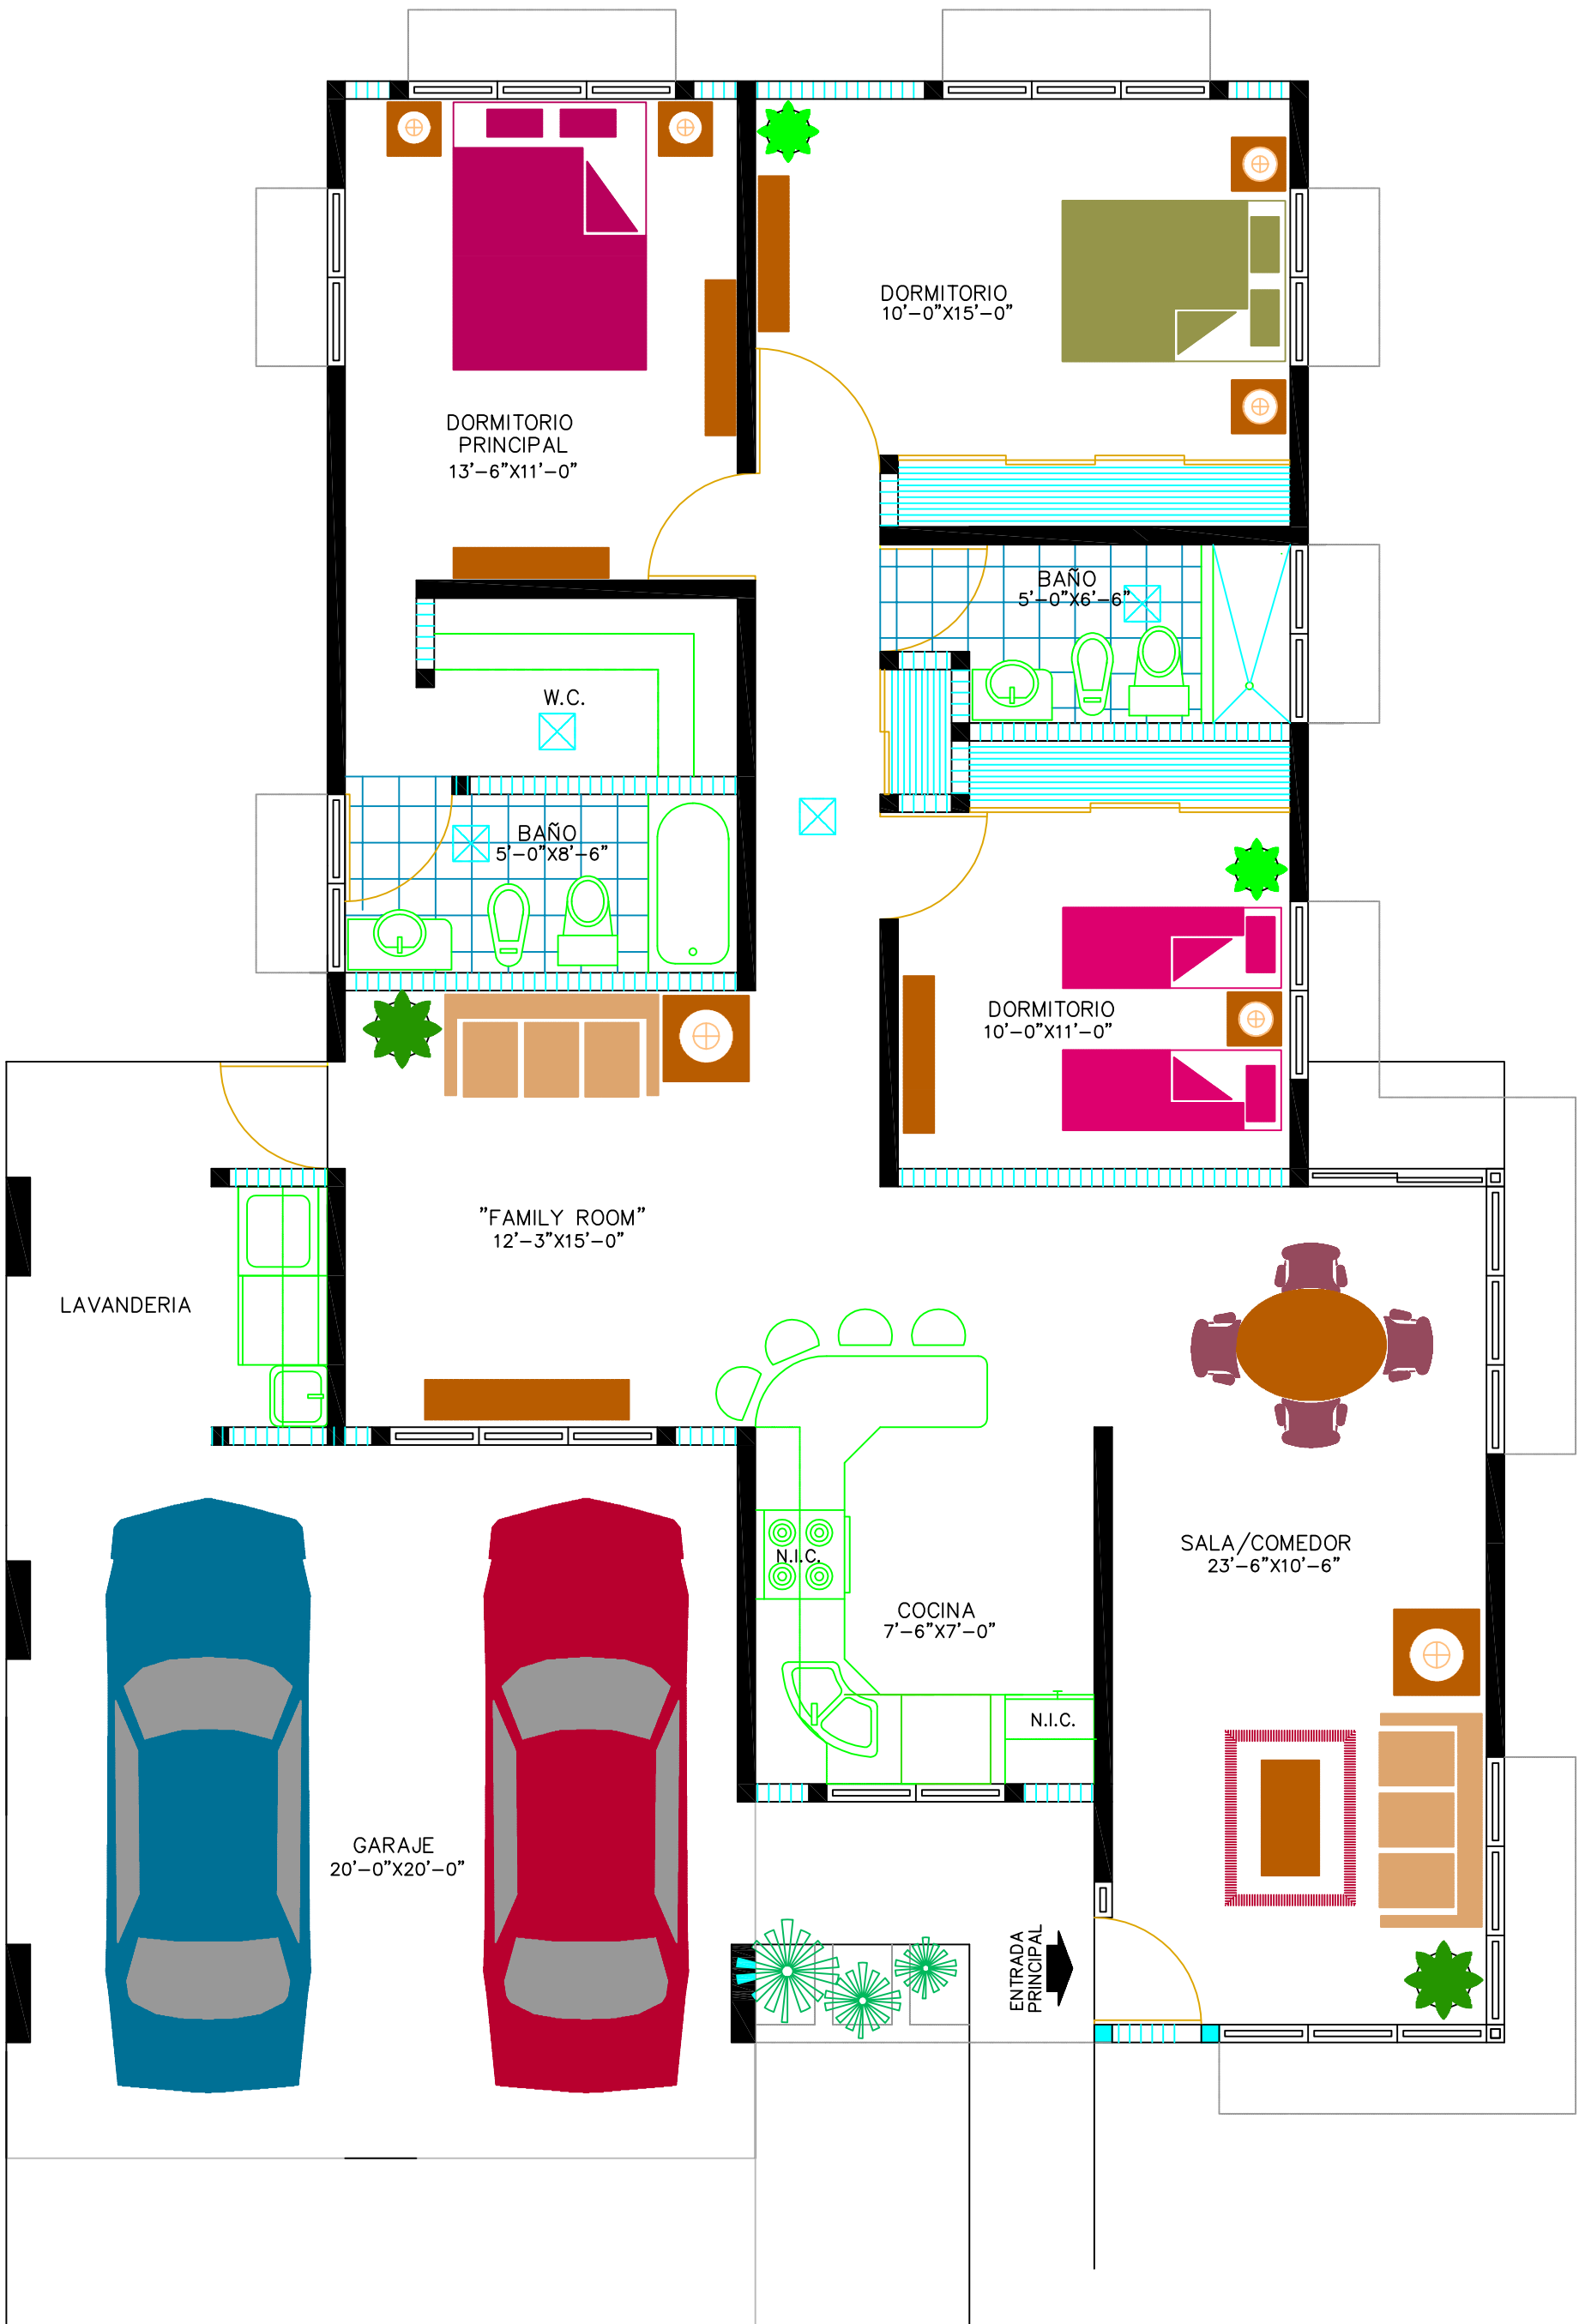 DORMITORIO
10'-0"X15'-0"
DORMITORIO
PRINCIPAL
13'-6"X11'-0"
BAÑO
5'-0"X6'-6"
W.C.
BAÑO
5'-0"X8'-6"
DORMITORIO
10'-0"X11'-0"
"FAMILY ROOM"
12'-3"X15'-0"
LAVANDERIA
SALA/COMEDOR
23'-6"X10'-6"
N.I.C.
COCINA
7'-6"X7'-0"
N.I.C.
GARAJE
20'-0"X20'-0"
ENTRADA
PRINCIPAL